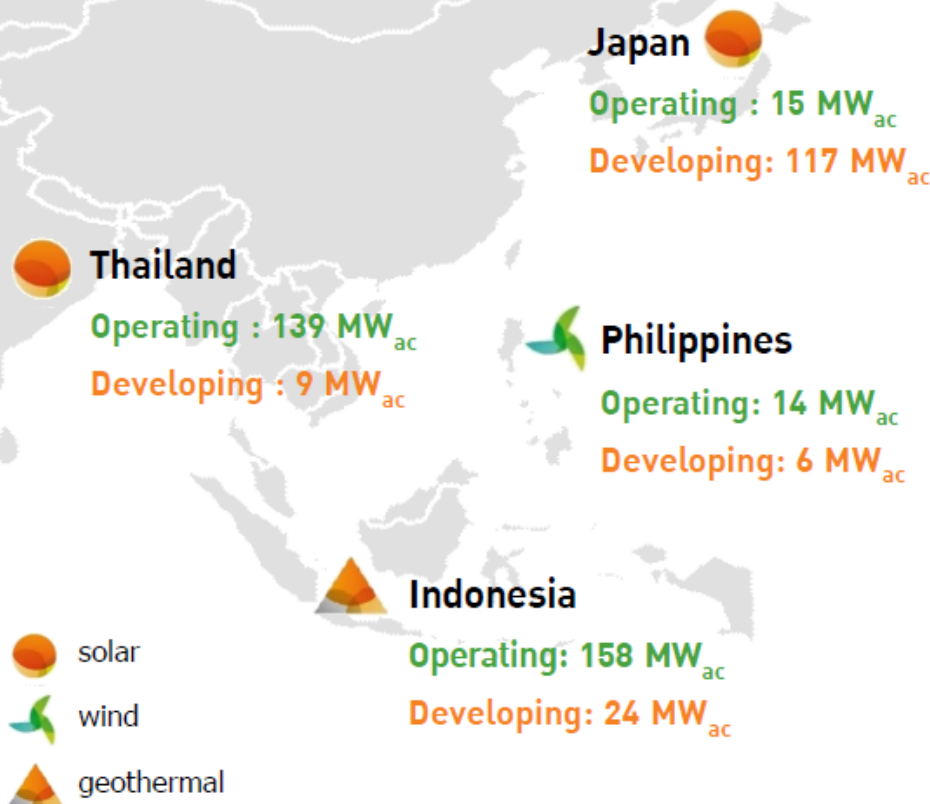 Japan
Operating : 15 MWac
Developing: 117 MWac
Thailand
Operating : 139 MWac
Developing : 9 MWac
Philippines
Operating: 14 MWac
Developing: 6 MWac
Indonesia
Operating: 158 MWac
Developing: 24 MWac
solar
wind
geothermal